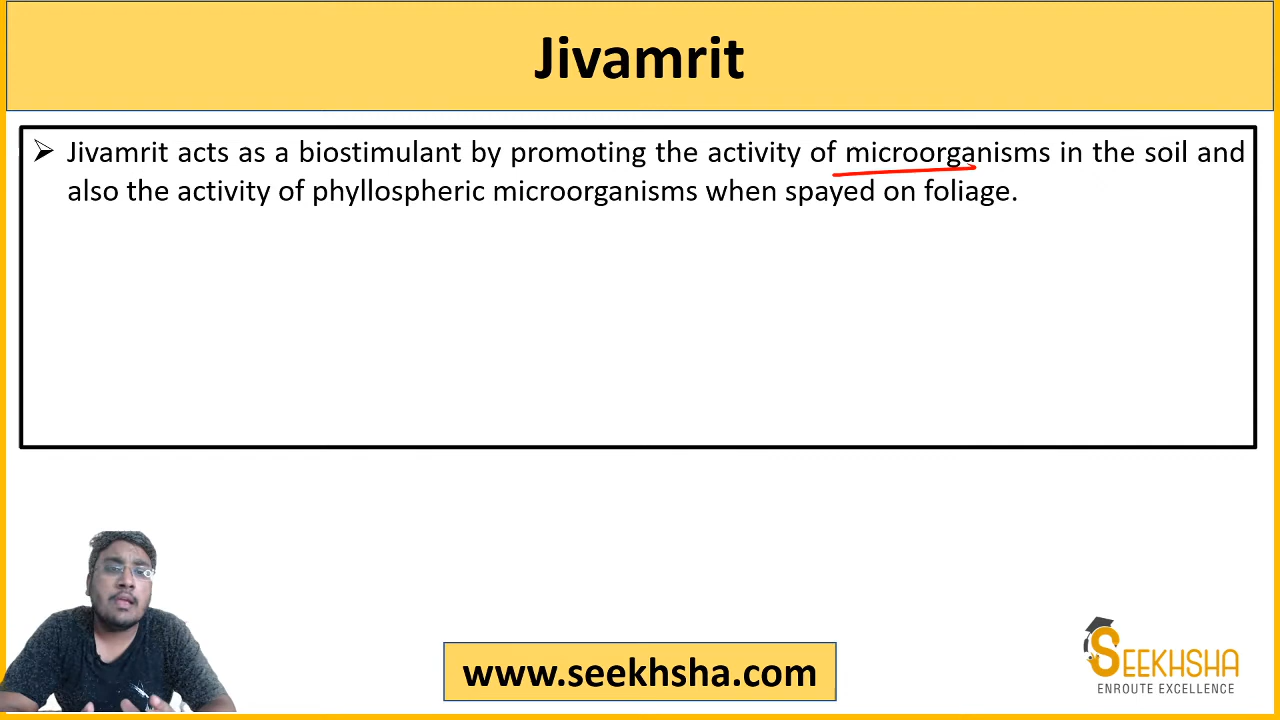 Jivamrit
➢ Jivamrit acts as a biostimulant by promoting the activity of microorganisms in the soil and
also the activity of phyllospheric microorganisms when spayed on foliage.
www.seekhsha.com
SEEKHSHA
ENROUTE EXCELLENCE